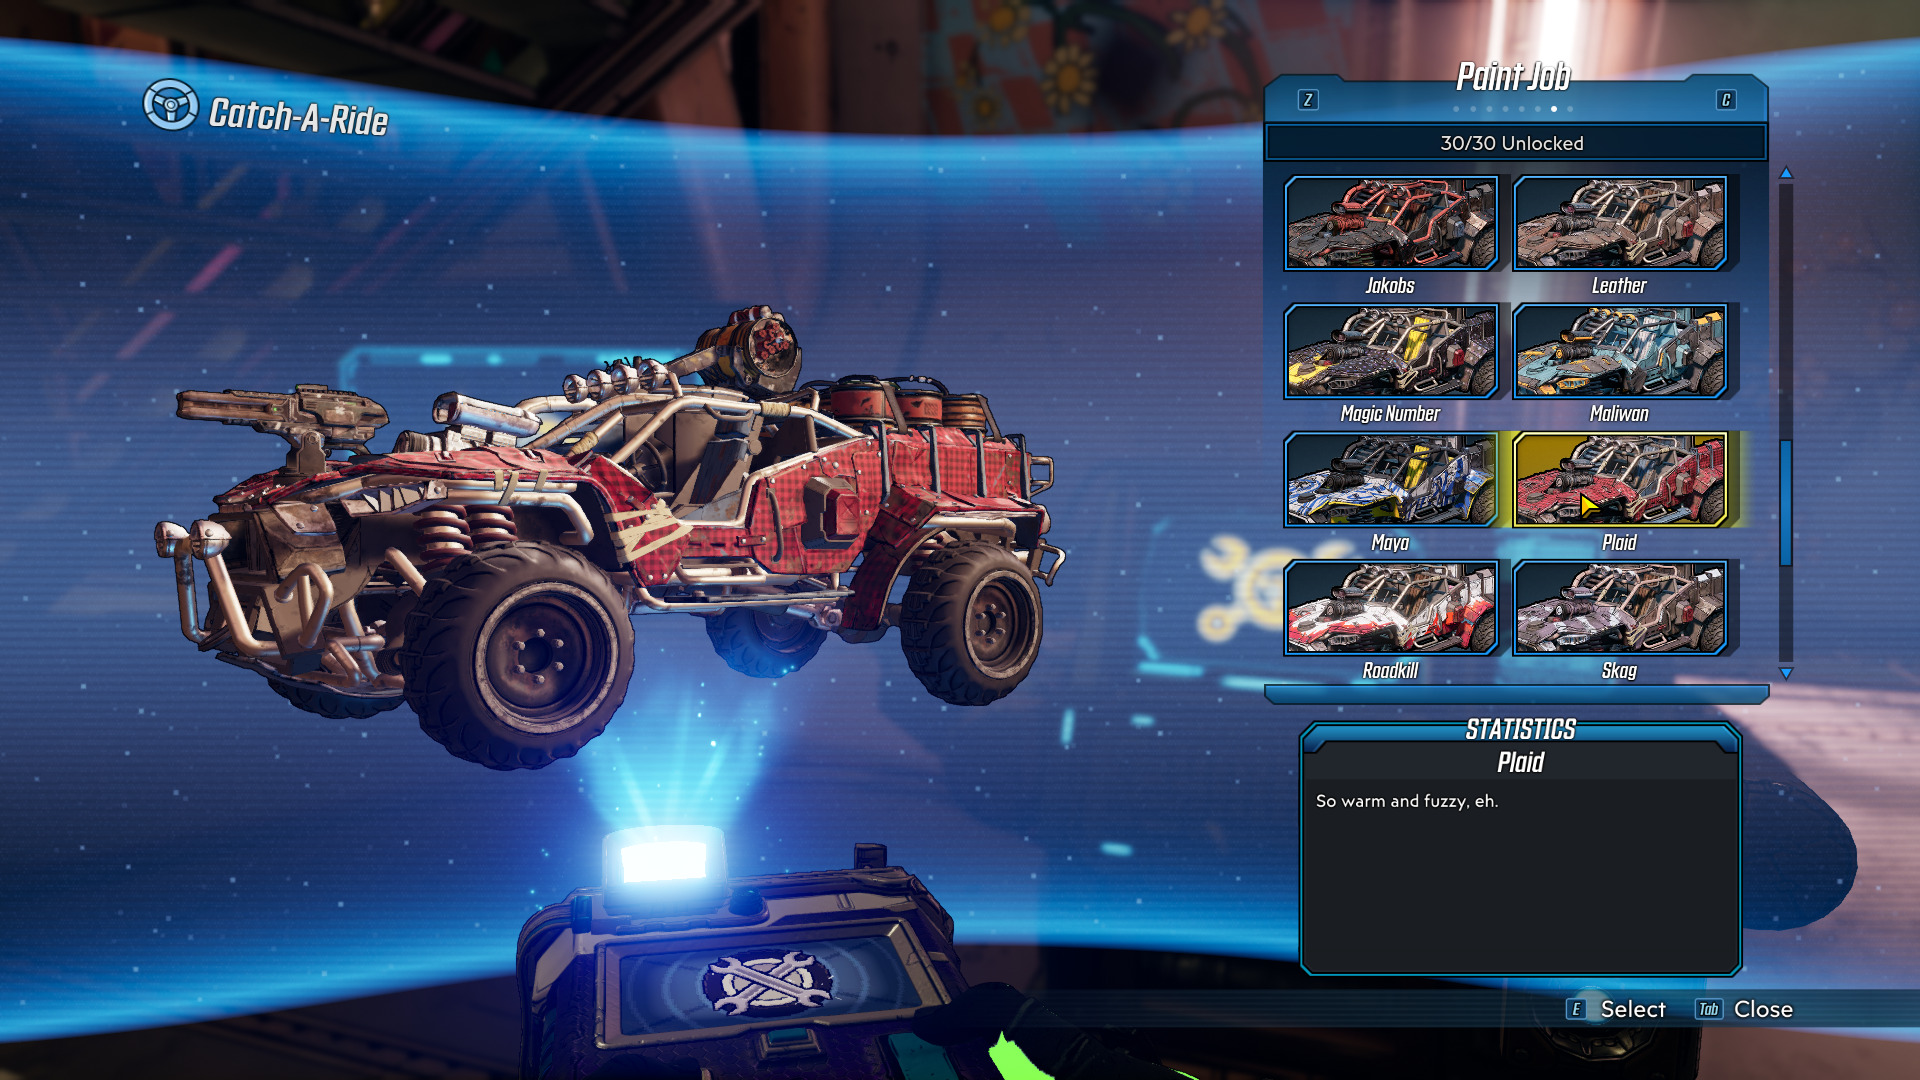 Catch-A-Ride
Paint Job
Z
C
30/30 Unlocked
Jakobs
Leather
Magic Number
Maliwan
Maya
Plaid
Roadkill
Skag
STATISTICS
Plaid
So warm and fuzzy, eh.
E Select Tab Close